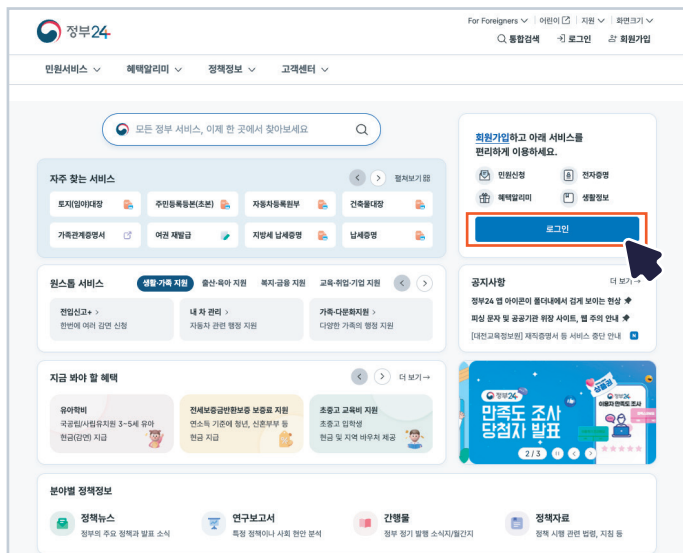 For Foreigners 어린이 지원 화면크기
정부24
통합검색 로그인 회원가입
민원서비스 혜택알리미 정책정보 고객센터
모든 정부 서비스, 이제 한 곳에서 찾아보세요
회원가입하고 아래 서비스를
편리하게 이용하세요.
민원신청 전자증명
혜택알리미 생활정보
로그인
자주 찾는 서비스 펼쳐보기
토지(임야)대장 주민등록등본(초본) 자동차등록원부 건축물대장
가족관계증명서 여권 재발급 지방세 납세증명 납세증명
원스톱 서비스 생활·가족 지원 출산·육아 지원 복지·금융 지원 교육·취업·기업 지원
전입신고+ 내 차 관리 가족·다문화지원
한번에 여러 감면 신청 자동차 관련 행정 지원 다양한 가족의 행정 지원
공지사항 더 보기
정부24 앱 아이콘이 폴더내에서 검게 보이는 현상
피싱 문자 및 공공기관 위장 사이트, 웹 주의 안내
[대전교육정보원] 재직증명서 등 서비스 중단 안내 N
지금 봐야 할 혜택 더 보기
유아학비 전세보증금반환보증 보증료 지원 초중고 교육비 지원
국공립/사립유치원 3~5세 유아 연소득 기준에 청년, 신혼부부 등 초중고 입학생
현금(감면) 지급 현금 지급 현금 및 지역 바우처 제공
정부24
만족도 조사
당첨자 발표
상품권
정부24
이용자 만족도 조사
2/3
분야별 정책정보
정책뉴스 연구보고서 간행물 정책자료
정부의 주요 정책과 발표 소식 특정 정책이나 사회 현안 분석 정부 정기 발행 소식지/월간지 정책 시행 관련 법령, 지침 등